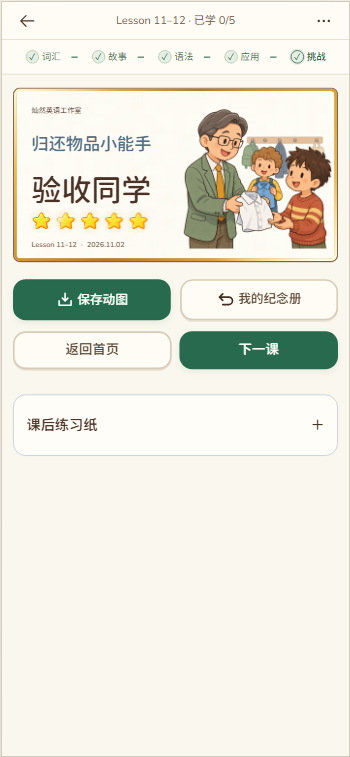 Lesson 11–12 · 已学 0/5
词汇 – 故事 – 语法 – 应用 – 挑战
灿然英语工作室
归还物品小能手
验收同学
Lesson 11–12 · 2026.11.02
保存动图
我的纪念册
返回首页
下一课
课后练习纸